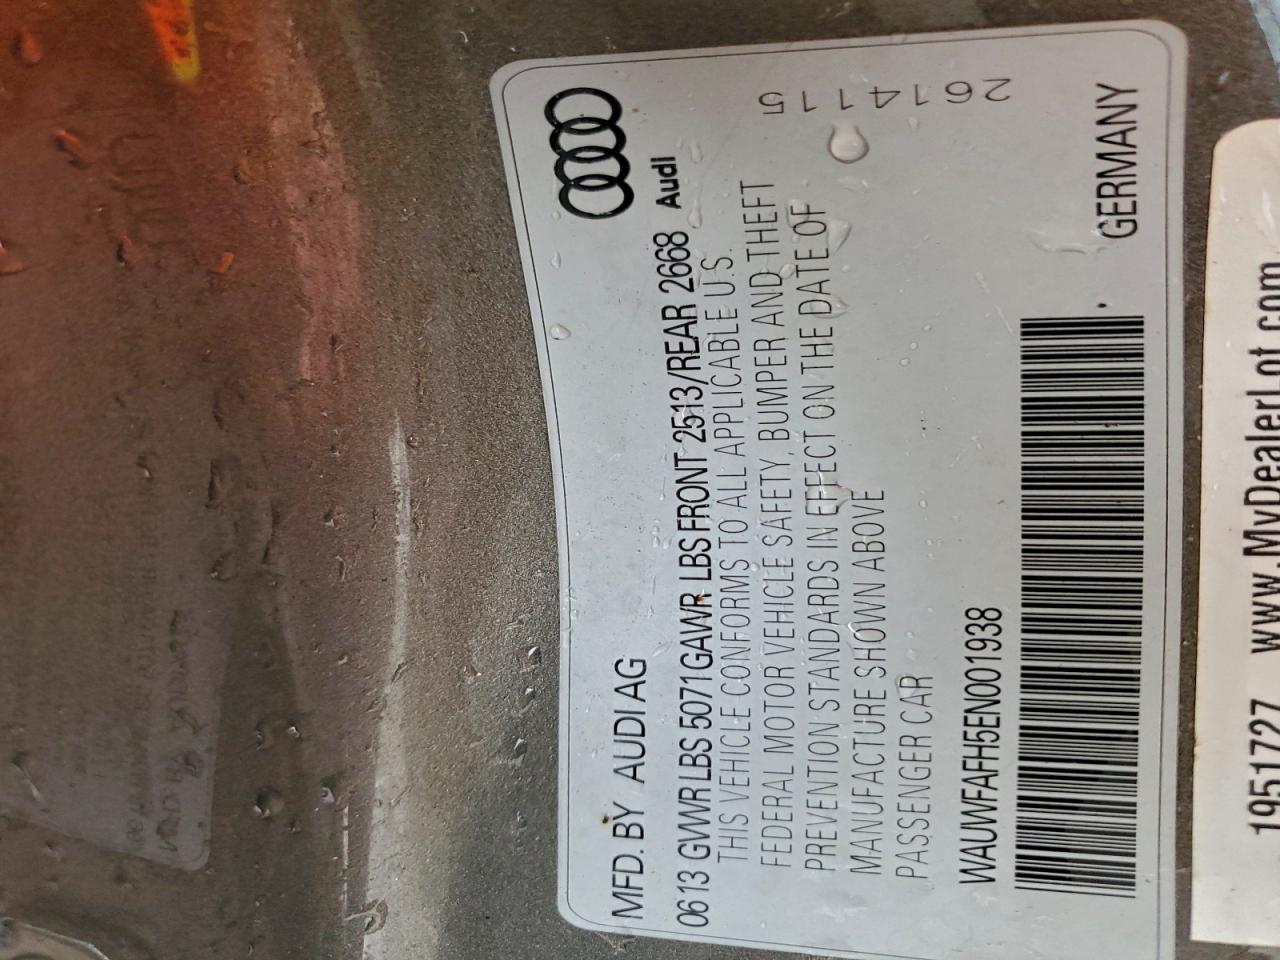 MFD. BY AUDI AG
Audi
0613 GVWR LBS 5071 GAWR LBS FRONT 2513/REAR 2668
THIS VEHICLE CONFORMS TO ALL APPLICABLE U.S.
FEDERAL MOTOR VEHICLE SAFETY, BUMPER AND THEFT
PREVENTION STANDARDS IN EFFECT ON THE DATE OF
MANUFACTURE SHOWN ABOVE
PASSENGER CAR
2614115
WAUVFAFH5EN001938
GERMANY
1951727 www.MyDealerLot.com